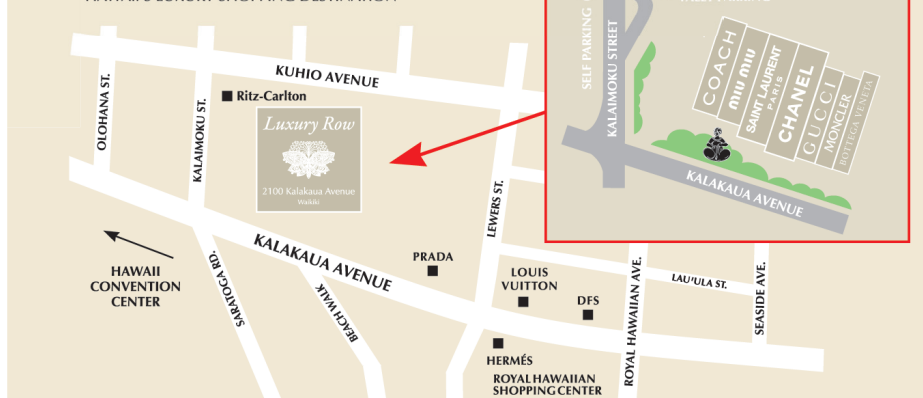 KUHIO AVENUE
OLOHANA ST.
KALAIMOKU ST.
Ritz-Carlton
Luxury Row
2100 Kalakaua Avenue
Waikiki
KALAKAUA AVENUE
HAWAII
CONVENTION
CENTER
SARATOGA RD.
BEACH WALK
PRADA
LEWERS ST.
LOUIS
VUITTON
DFS
HERMÉS
ROYAL HAWAIIAN
SHOPPING CENTER
ROYAL HAWAIIAN AVE.
LAU'ULA ST.
SEASIDE AVE.
SELF PARKING
KALAIMOKU STREET
COACH
miu miu
SAINT LAURENT
PARIS
CHANEL
GUCCI
MONCLER
BOTTEGA VENETA
KALAKAUA AVENUE